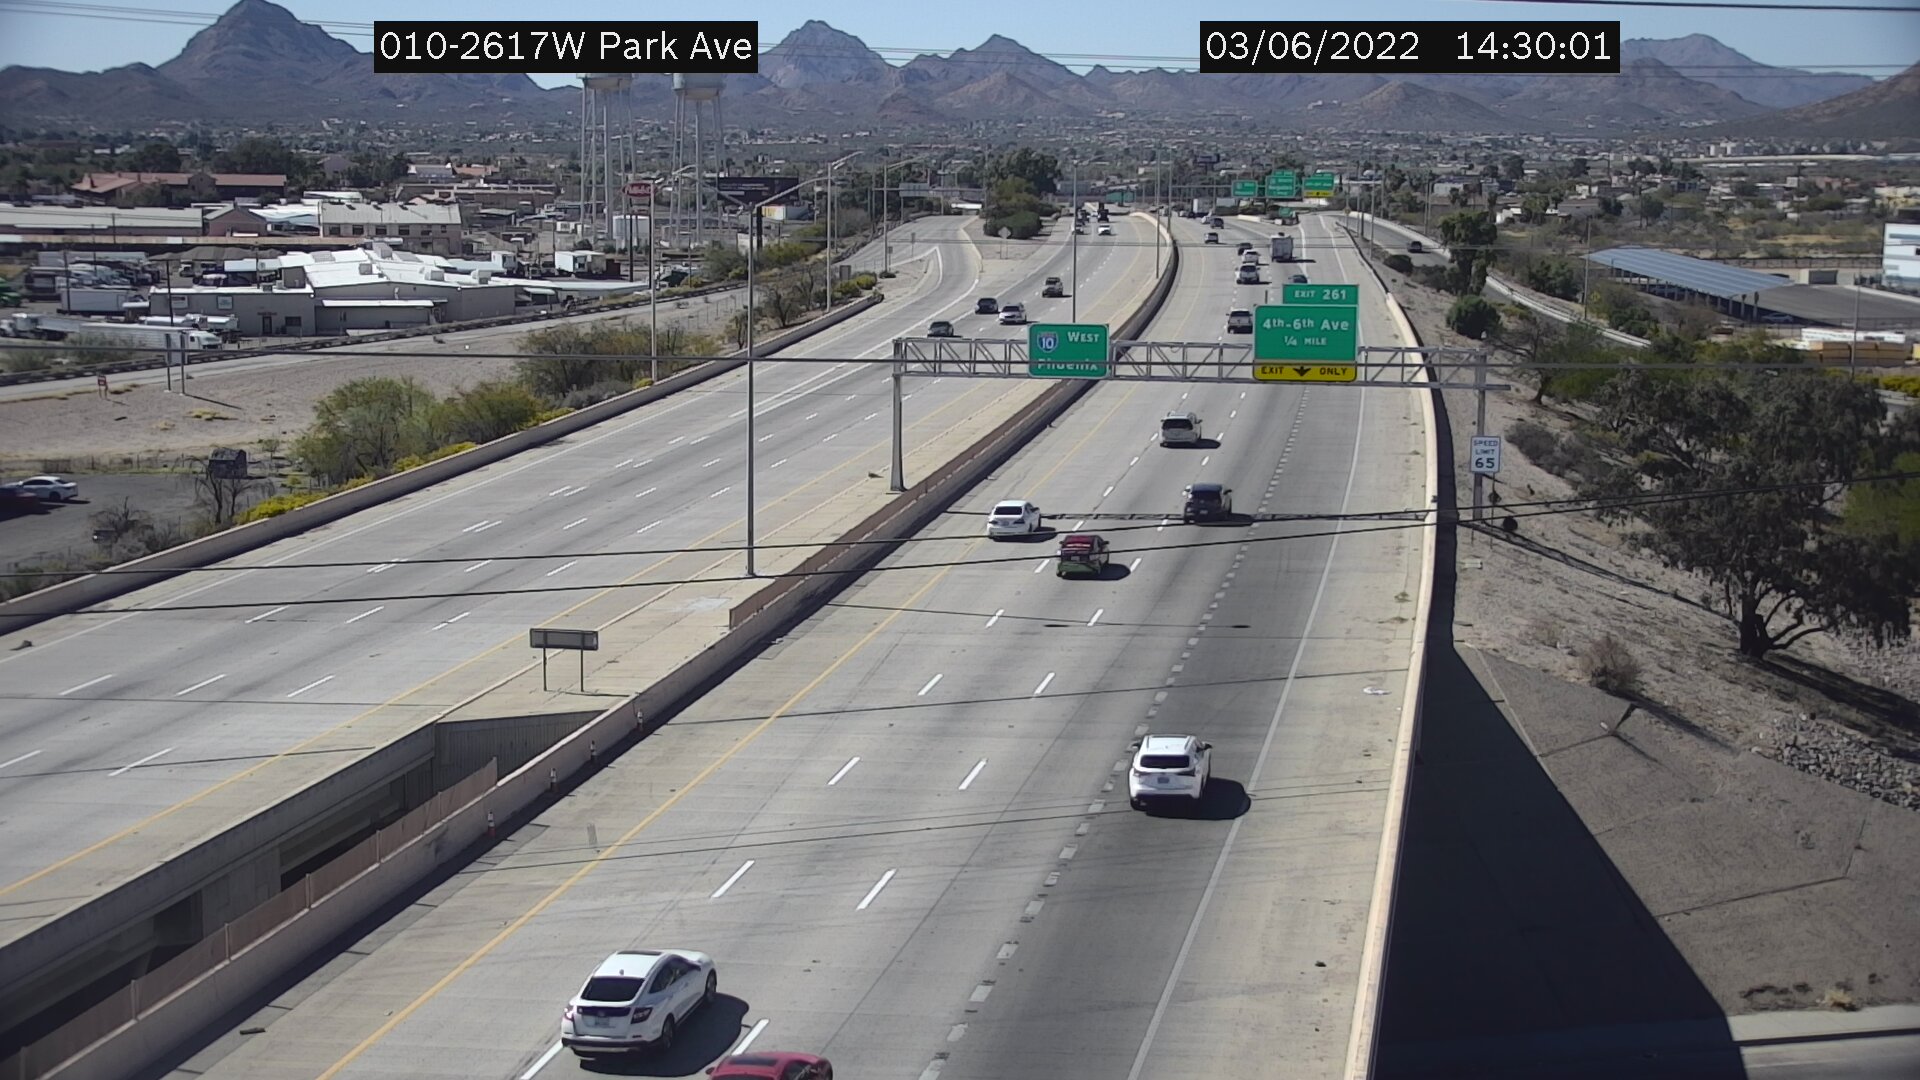 010-2617W Park Ave
03/06/2022 14:30:01
EXIT 261
4th-6th Ave
1/4 MILE
EXIT ONLY
10 WEST
Phoenix
SPEED
LIMIT
65